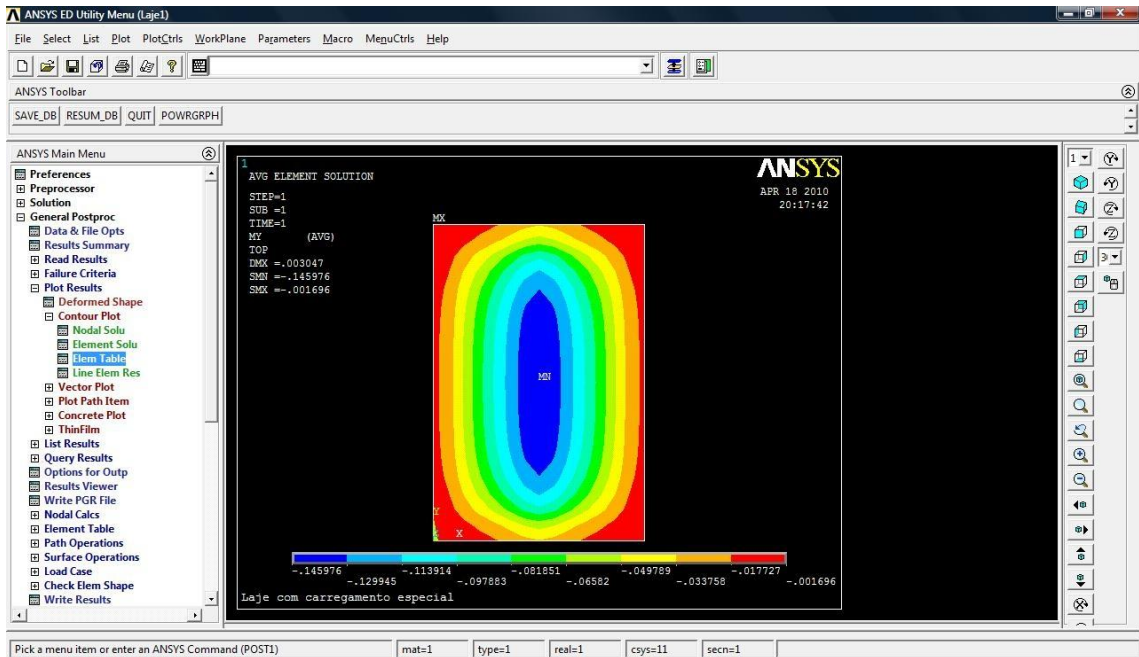 ANSYS ED Utility Menu (Laje1)
File Select List Plot PlotCtrls WorkPlane Parameters Macro MenuCtrls Help
ANSYS Toolbar
SAVE_DB RESUM_DB QUIT POWRGRPH
ANSYS Main Menu
Preferences
Preprocessor
Solution
General Postproc
Data & File Opts
Results Summary
Read Results
Failure Criteria
Plot Results
Deformed Shape
Contour Plot
Nodal Solu
Element Solu
Elem Table
Line Elem Res
Vector Plot
Plot Path Item
Concrete Plot
ThinFilm
List Results
Query Results
Options for Outp
Results Viewer
Write PGR File
Nodal Calcs
Element Table
Path Operations
Surface Operations
Load Case
Check Elem Shape
Write Results
1
AVG ELEMENT SOLUTION
STEP=1
SUB =1
TIME=1
MY (AVG)
TOP
DMX =.003047
SMN =-.145976
SMX =-.001696
ANSYS
APR 18 2010
20:17:42
MX
MN
Y
X
-.145976 -.113914 -.081851 -.049789 -.017727
-.129945 -.097883 -.06582 -.033758 -.001696
Laje com carregamento especial
1
Pick a menu item or enter an ANSYS Command (POST1) mat=1 type=1 real=1 csys=11 secn=1